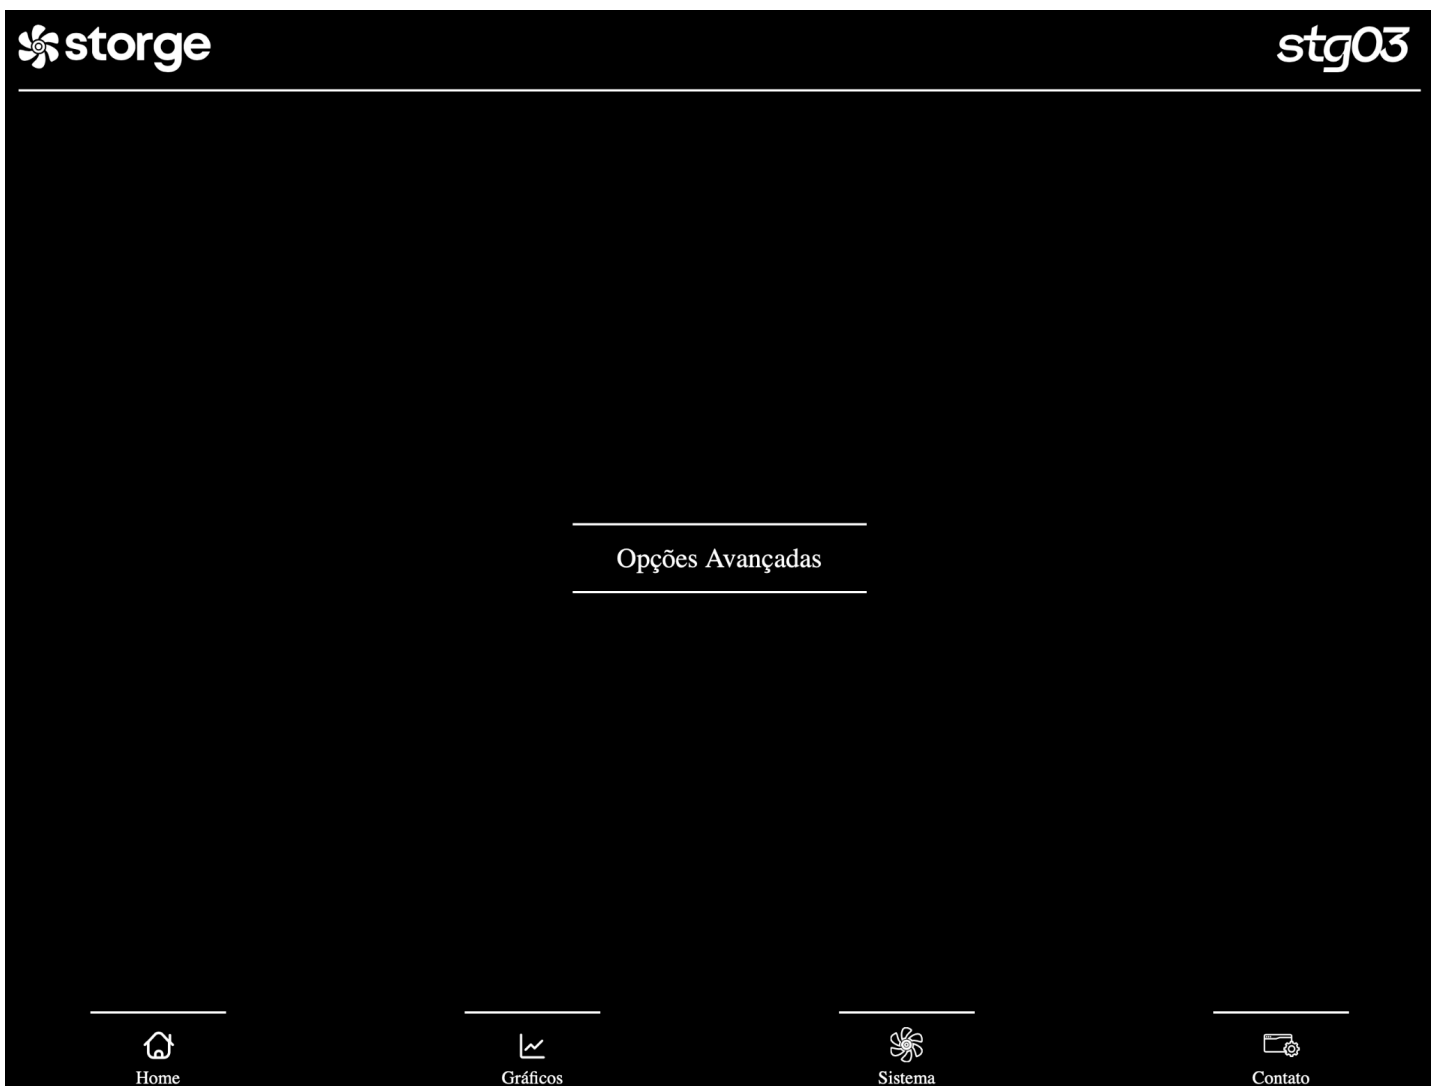 storge
stg03
Opções Avançadas
Home
Gráficos
Sistema
Contato